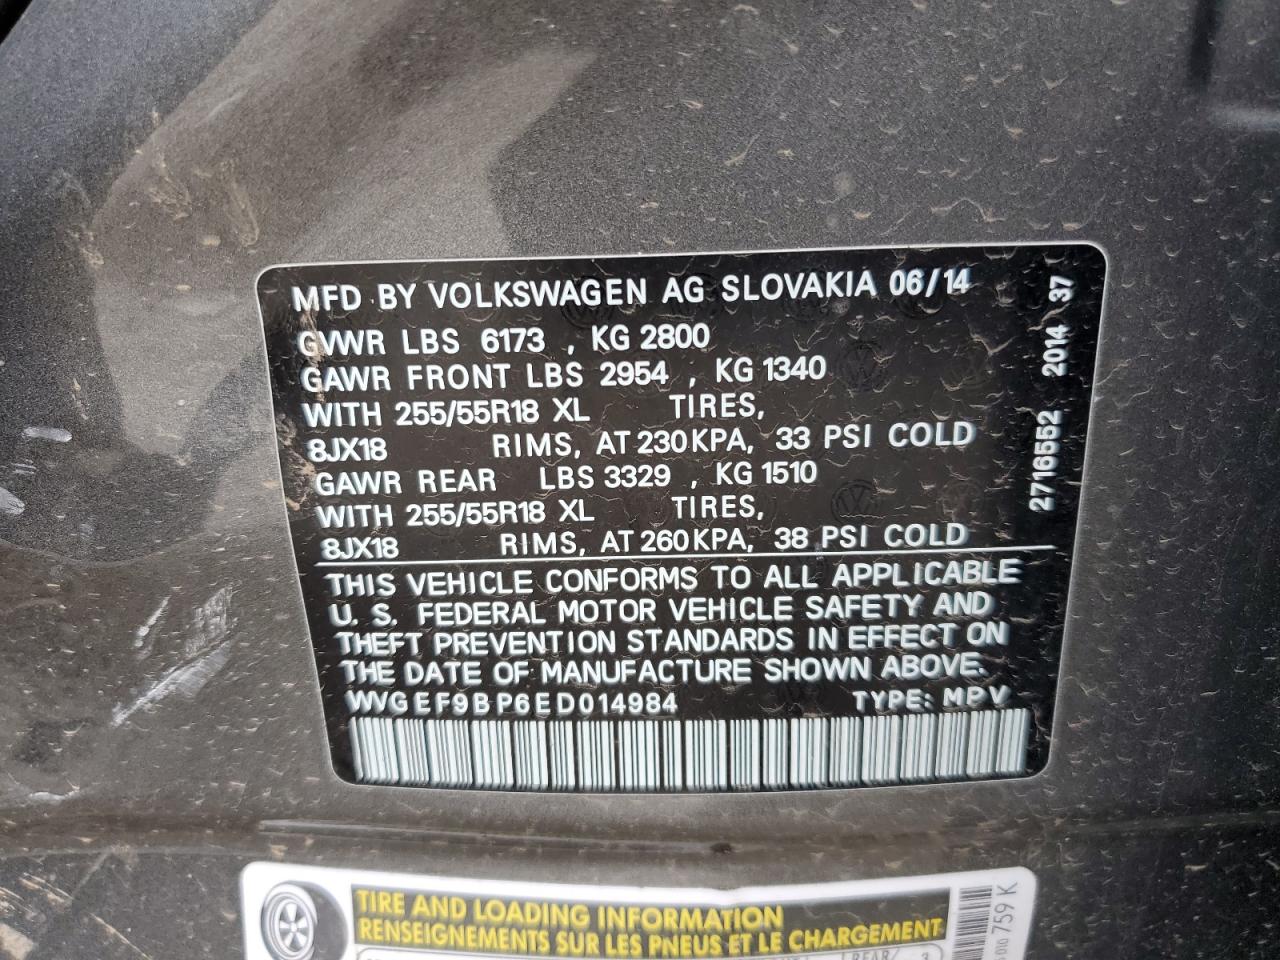 MFD BY VOLKSWAGEN AG SLOVAKIA 06/14
GVWR LBS 6173 , KG 2800
GAWR FRONT LBS 2954 , KG 1340
WITH 255/55R18 XL TIRES,
8JX18 RIMS, AT 230 KPA, 33 PSI COLD
GAWR REAR LBS 3329 , KG 1510
WITH 255/55R18 XL TIRES,
8JX18 RIMS, AT 260 KPA, 38 PSI COLD
THIS VEHICLE CONFORMS TO ALL APPLICABLE
U. S. FEDERAL MOTOR VEHICLE SAFETY AND
THEFT PREVENTION STANDARDS IN EFFECT ON
THE DATE OF MANUFACTURE SHOWN ABOVE.
WVGEF9BP6ED014984 TYPE: MPV
2716552 2014 37
TIRE AND LOADING INFORMATION
RENSEIGNEMENTS SUR LES PNEUS ET LE CHARGEMENT
759 K